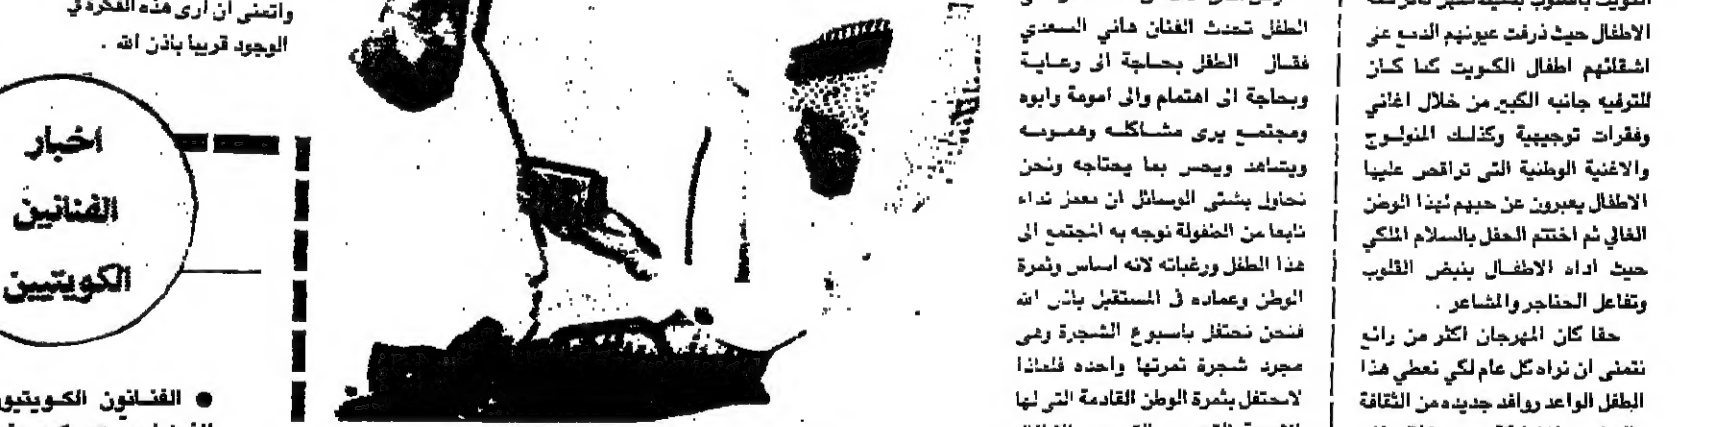 الاطفال حيث ذرفت عيونهم الدمع على
اشقائهم اطفال الكويت كما كان
للترفيه جانبه الكبير من خلال اغاني
وفقرات توجيهية وكذلك المنولوج
والاغنية الوطنية التي تراقص عليها
الاطفال يعبرون عن حبهم لهذا الوطن
الغالي ثم اختتم الحفل بالسلام الملكي
حيث اداه الاطفال بنبض القلوب
وتفاعل الحناجر والمشاعر .
حقا كان المهرجان اكثر من رائع
نتمنى ان نراه كل عام لكي نعطي هذا
الطفل الواعد روافد جديده من الثقافة
الطفل تحدث الفنان هاني السعدي
فقال الطفل بحاجة الى رعاية
وبحاجة الى اهتمام والى امومة وابوه
ومجتمع يرى مشاكله وهمومه
ويشاهد ويحس بما يحتاجه ونحن
نحاول بشتى الوسائل ان نعمل نداء
نابعا من الطفولة نوجه به المجتمع الى
هذا الطفل ورغباته لانه اساس وثمرة
الوطن وعماده في المستقبل باذن الله
فنحن نحتفل باسبوع الشجرة وهي
مجرد شجرة ثمرتها واحده فلماذا
لانحتفل بثمرة الوطن القادمة التي لها
واتمنى ان ارى هذه الفكرة في
الوجود قريبا باذن الله .
اخبار
الفنانين
الكويتيين
● الفنانون الكويتيون